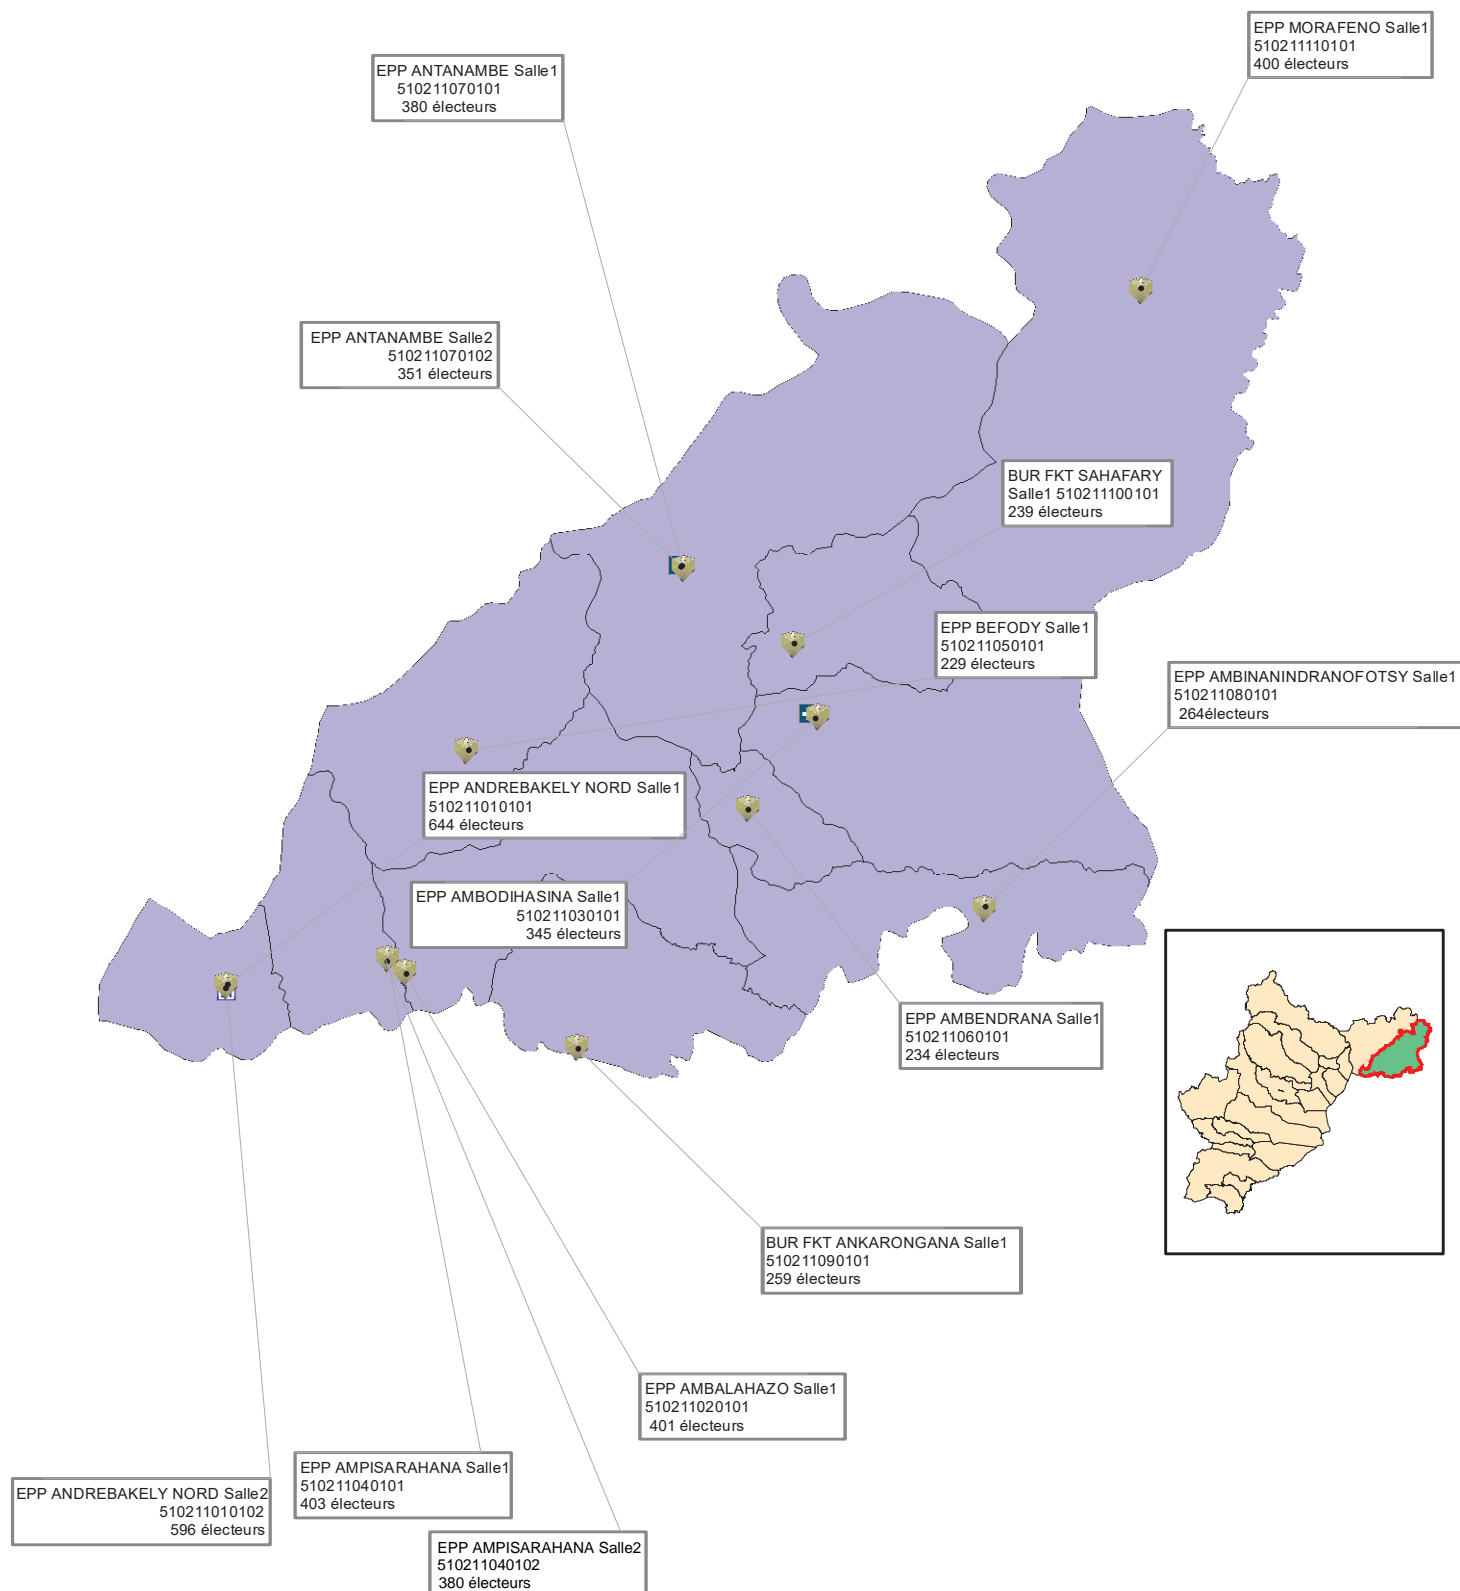 EPP MORAFENO Salle1
510211110101
400 électeurs
EPP ANTANAMBE Salle1
510211070101
380 électeurs
EPP ANTANAMBE Salle2
510211070102
351 électeurs
BUR FKT SAHAFARY
Salle1 510211100101
239 électeurs
EPP BEFODY Salle1
510211050101
229 électeurs
EPP AMBINANINDRANOFOTSY Salle1
510211080101
264électeurs
EPP ANDREBAKELY NORD Salle1
510211010101
644 électeurs
EPP AMBODIHASINA Salle1
510211030101
345 électeurs
EPP AMBENDRANA Salle1
510211060101
234 électeurs
BUR FKT ANKARONGANA Salle1
510211090101
259 électeurs
EPP AMBALAHAZO Salle1
510211020101
401 électeurs
EPP AMPISARAHANA Salle1
510211040101
403 électeurs
EPP ANDREBAKELY NORD Salle2
510211010102
596 électeurs
EPP AMPISARAHANA Salle2
510211040102
380 électeurs